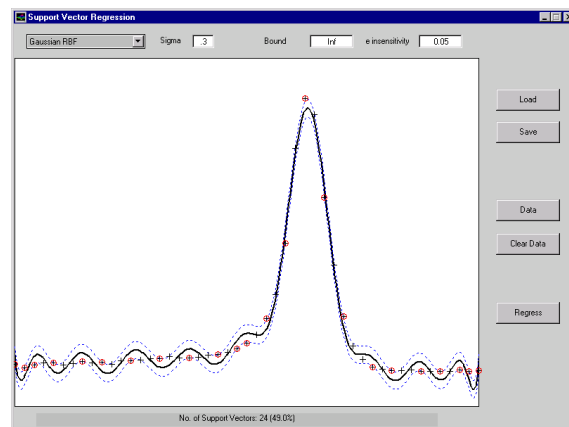 Support Vector Regression
Gaussian RBF
Sigma
.3
Bound
Inf
e insensitivity
0.05
Load
Save
Data
Clear Data
Regress
No. of Support Vectors: 24 (49.0%)